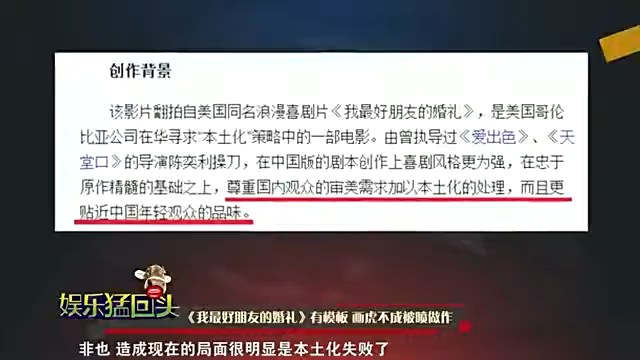 创作背景
该影片翻拍自美国同名浪漫喜剧片《我最好朋友的婚礼》，是美国哥伦
比亚公司在华寻求“本土化”策略中的一部电影。由曾执导过《爱出色》、《天
堂口》的导演陈奕利操刀，在中国版的剧本创作上喜剧风格更为强，在忠于
原作精髓的基础之上，尊重国内观众的审美需求加以本土化的处理，而且更
贴近中国年轻观众的品味。
娱乐猛回头
《我最好朋友的婚礼》有模板 画虎不成被喷做作
非也 造成现在的局面很明显是本土化失败了